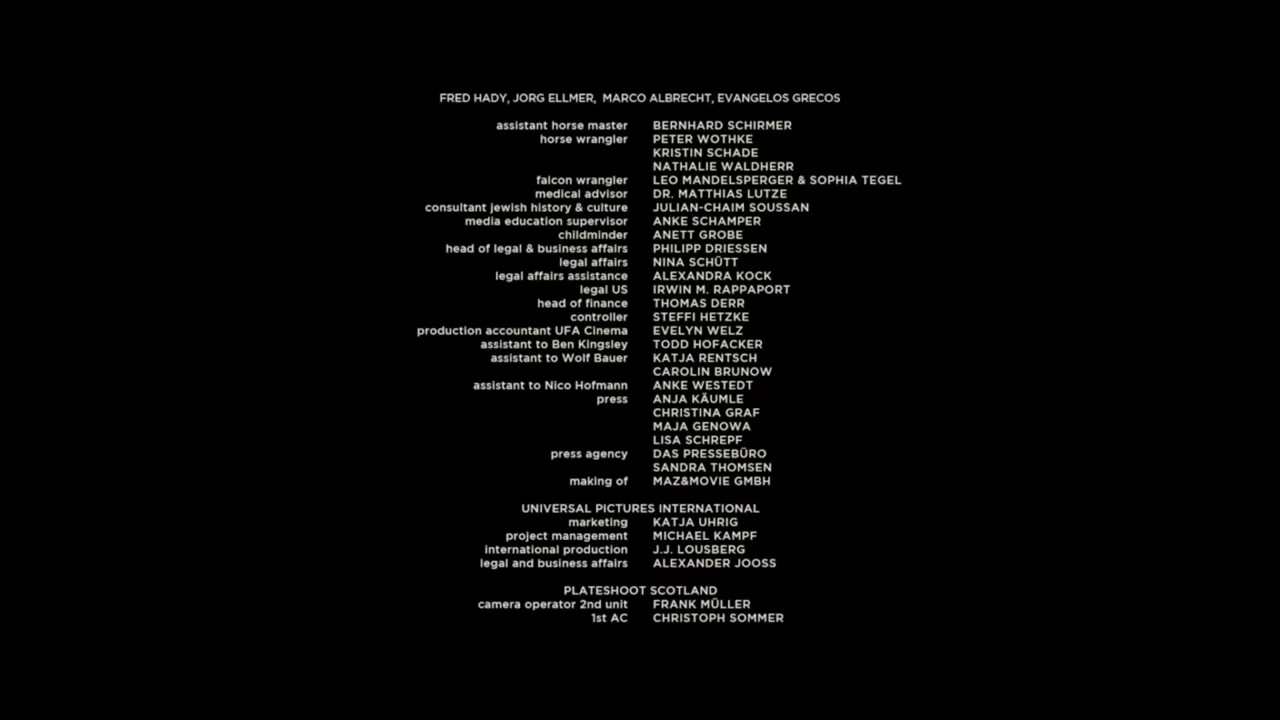 FRED HADY, JORG ELLMER, MARCO ALBRECHT, EVANGELOS GRECOS
assistant horse master BERNHARD SCHIRMER
horse wrangler PETER WOTHKE
KRISTIN SCHADE
NATHALIE WALDHERR
falcon wrangler LEO MANDELSPERGER & SOPHIA TEGEL
medical advisor DR. MATTHIAS LUTZE
consultant jewish history & culture JULIAN-CHAIM SOUSSAN
media education supervisor ANKE SCHAMPER
childminder ANETT GROBE
head of legal & business affairs PHILIPP DRIESSEN
legal affairs NINA SCHÜTT
legal affairs assistance ALEXANDRA KOCK
legal US IRWIN M. RAPPAPORT
head of finance THOMAS DERR
controller STEFFI HETZKE
production accountant UFA Cinema EVELYN WELZ
assistant to Ben Kingsley TODD HOFACKER
assistant to Wolf Bauer KATJA RENTSCH
CAROLIN BRUNOW
assistant to Nico Hofmann ANKE WESTEDT
press ANJA KÄUMLE
CHRISTINA GRAF
MAJA GENOWA
LISA SCHREPF
press agency DAS PRESSEBÜRO
SANDRA THOMSEN
making of MAZ&MOVIE GMBH
UNIVERSAL PICTURES INTERNATIONAL
marketing KATJA UHRIG
project management MICHAEL KAMPF
international production J.J. LOUSBERG
legal and business affairs ALEXANDER JOOSS
PLATESHOOT SCOTLAND
camera operator 2nd unit FRANK MÜLLER
1st AC CHRISTOPH SOMMER